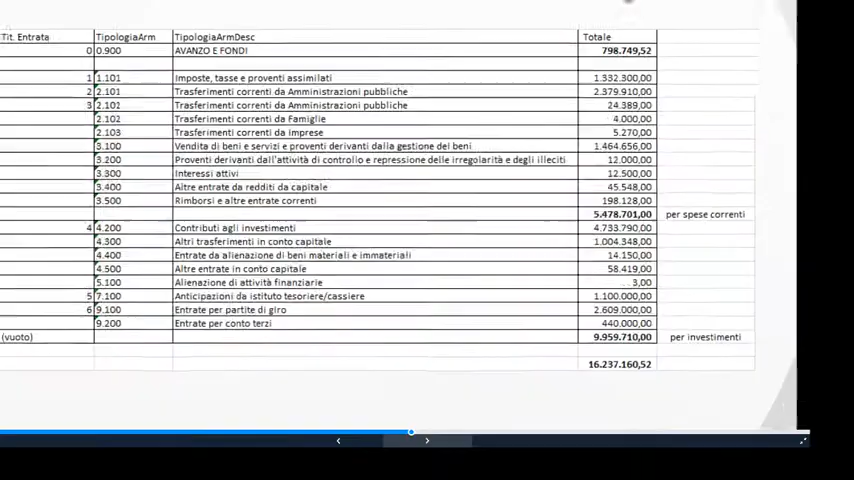 Tit. Entrata TipologiaArm TipologiaArmDesc Totale
0 0.900 AVANZO E FONDI 798.749,52
1 1.101 Imposte, tasse e proventi assimilati 1.332.300,00
2 2.101 Trasferimenti correnti da Amministrazioni pubbliche 2.379.910,00
3 2.102 Trasferimenti correnti da Amministrazioni pubbliche 24.389,00
2.102 Trasferimenti correnti da Famiglie 4.000,00
2.103 Trasferimenti correnti da imprese 5.270,00
3.100 Vendita di beni e servizi e proventi derivanti dalla gestione dei beni 1.464.656,00
3.200 Proventi derivanti dall'attività di controllo e repressione delle irregolarità e degli illeciti 12.000,00
3.300 Interessi attivi 12.500,00
3.400 Altre entrate da redditi da capitale 45.548,00
3.500 Rimborsi e altre entrate correnti 198.128,00
5.478.701,00 per spese correnti
4 4.200 Contributi agli investimenti 4.733.790,00
4.300 Altri trasferimenti in conto capitale 1.004.348,00
4.400 Entrate da alienazione di beni materiali e immateriali 14.150,00
4.500 Altre entrate in conto capitale 58.419,00
5.100 Alienazione di attività finanziarie 3,00
5 7.100 Anticipazioni da istituto tesoriere/cassiere 1.100.000,00
6 9.100 Entrate per partite di giro 2.609.000,00
9.200 Entrate per conto terzi 440.000,00
(vuoto) 9.959.710,00 per investimenti
16.237.160,52